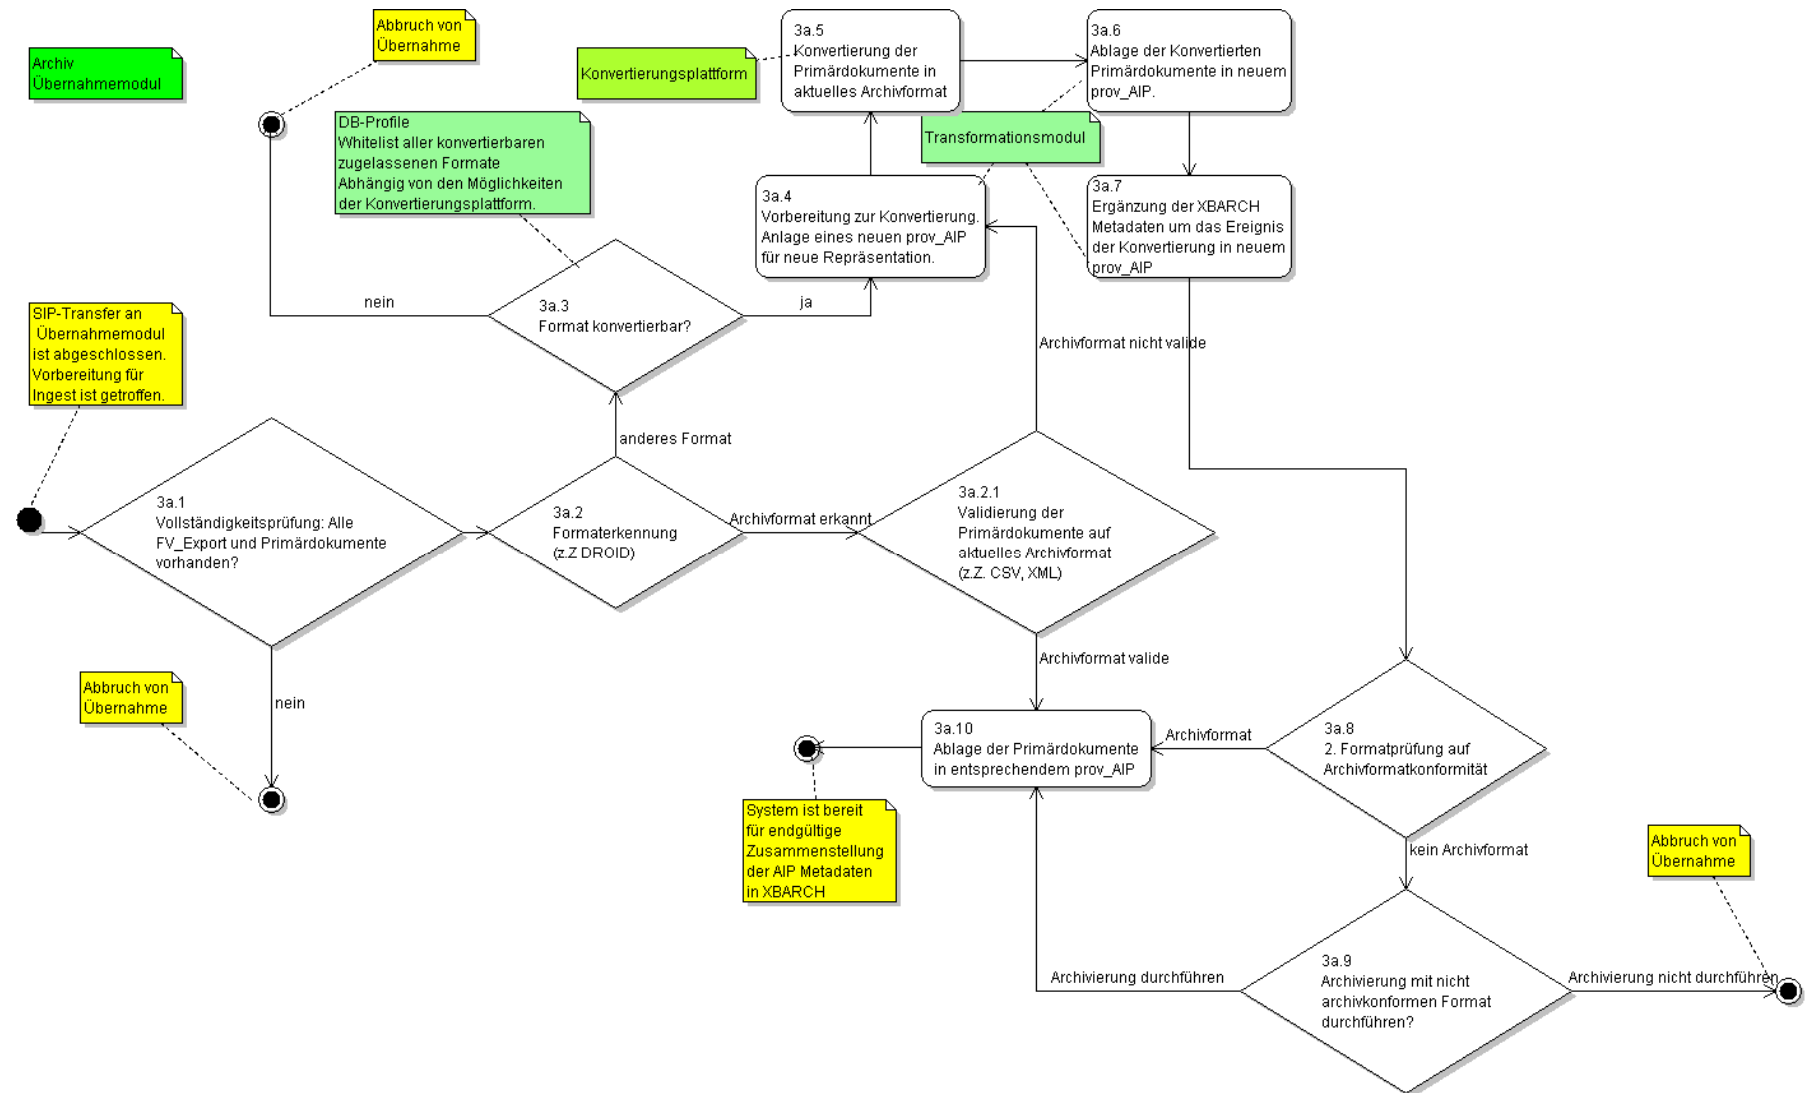 Archiv
Übernahmemodul
Abbruch von
Übernahme
DB-Profile
Whitelist aller konvertierbaren
zugelassenen Formate
Abhängig von den Möglichkeiten
der Konvertierungsplattform.
Konvertierungsplattform
3a.5
Konvertierung der
Primärdokumente in
aktuelles Archivformat
3a.6
Ablage der Konvertierten
Primärdokumente in neuem
prov_AIP.
Transformationsmodul
3a.4
Vorbereitung zur Konvertierung.
Anlage eines neuen prov_AIP
für neue Repräsentation.
3a.7
Ergänzung der XBARCH
Metadaten um das Ereignis
der Konvertierung in neuem
prov_AIP
nein
3a.3
Format konvertierbar?
ja
SIP-Transfer an
Übernahmemodul
ist abgeschlossen.
Vorbereitung für
Ingest ist getroffen.
Archivformat nicht valide
anderes Format
3a.1
Vollständigkeitsprüfung: Alle
FV_Export und Primärdokumente
vorhanden?
3a.2
Formaterkennung
(z.Z DROID)
Archivformat erkannt
3a.2.1
Validierung der
Primärdokumente auf
aktuelles Archivformat
(z.Z. CSV, XML)
Archivformat valide
Abbruch von
Übernahme
nein
3a.10
Ablage der Primärdokumente
in entsprechendem prov_AIP
Archivformat
3a.8
2. Formatprüfung auf
Archivformatkonformität
System ist bereit
für endgültige
Zusammenstellung
der AIP Metadaten
in XBARCH
kein Archivformat
Abbruch von
Übernahme
Archivierung durchführen
3a.9
Archivierung mit nicht
archivkonformen Format
durchführen?
Archivierung nicht durchführen